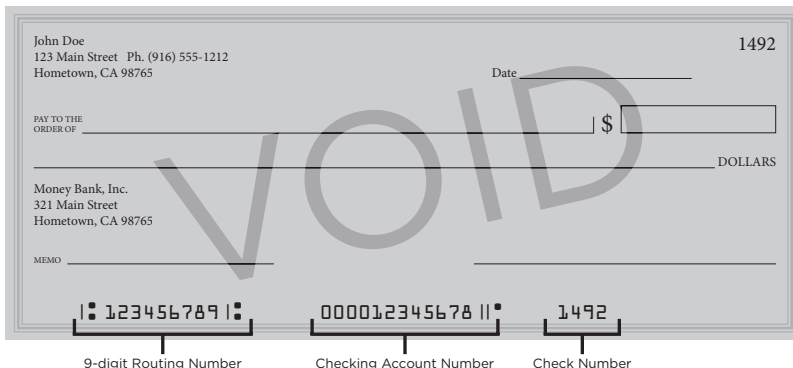 John Doe
123 Main Street Ph. (916) 555-1212
Hometown, CA 98765
1492
Date
PAY TO THE
ORDER OF
$
DOLLARS
VOID
Money Bank, Inc.
321 Main Street
Hometown, CA 98765
MEMO
|: 123456789 |: 000012345678 ||• 1492
9-digit Routing Number Checking Account Number Check Number